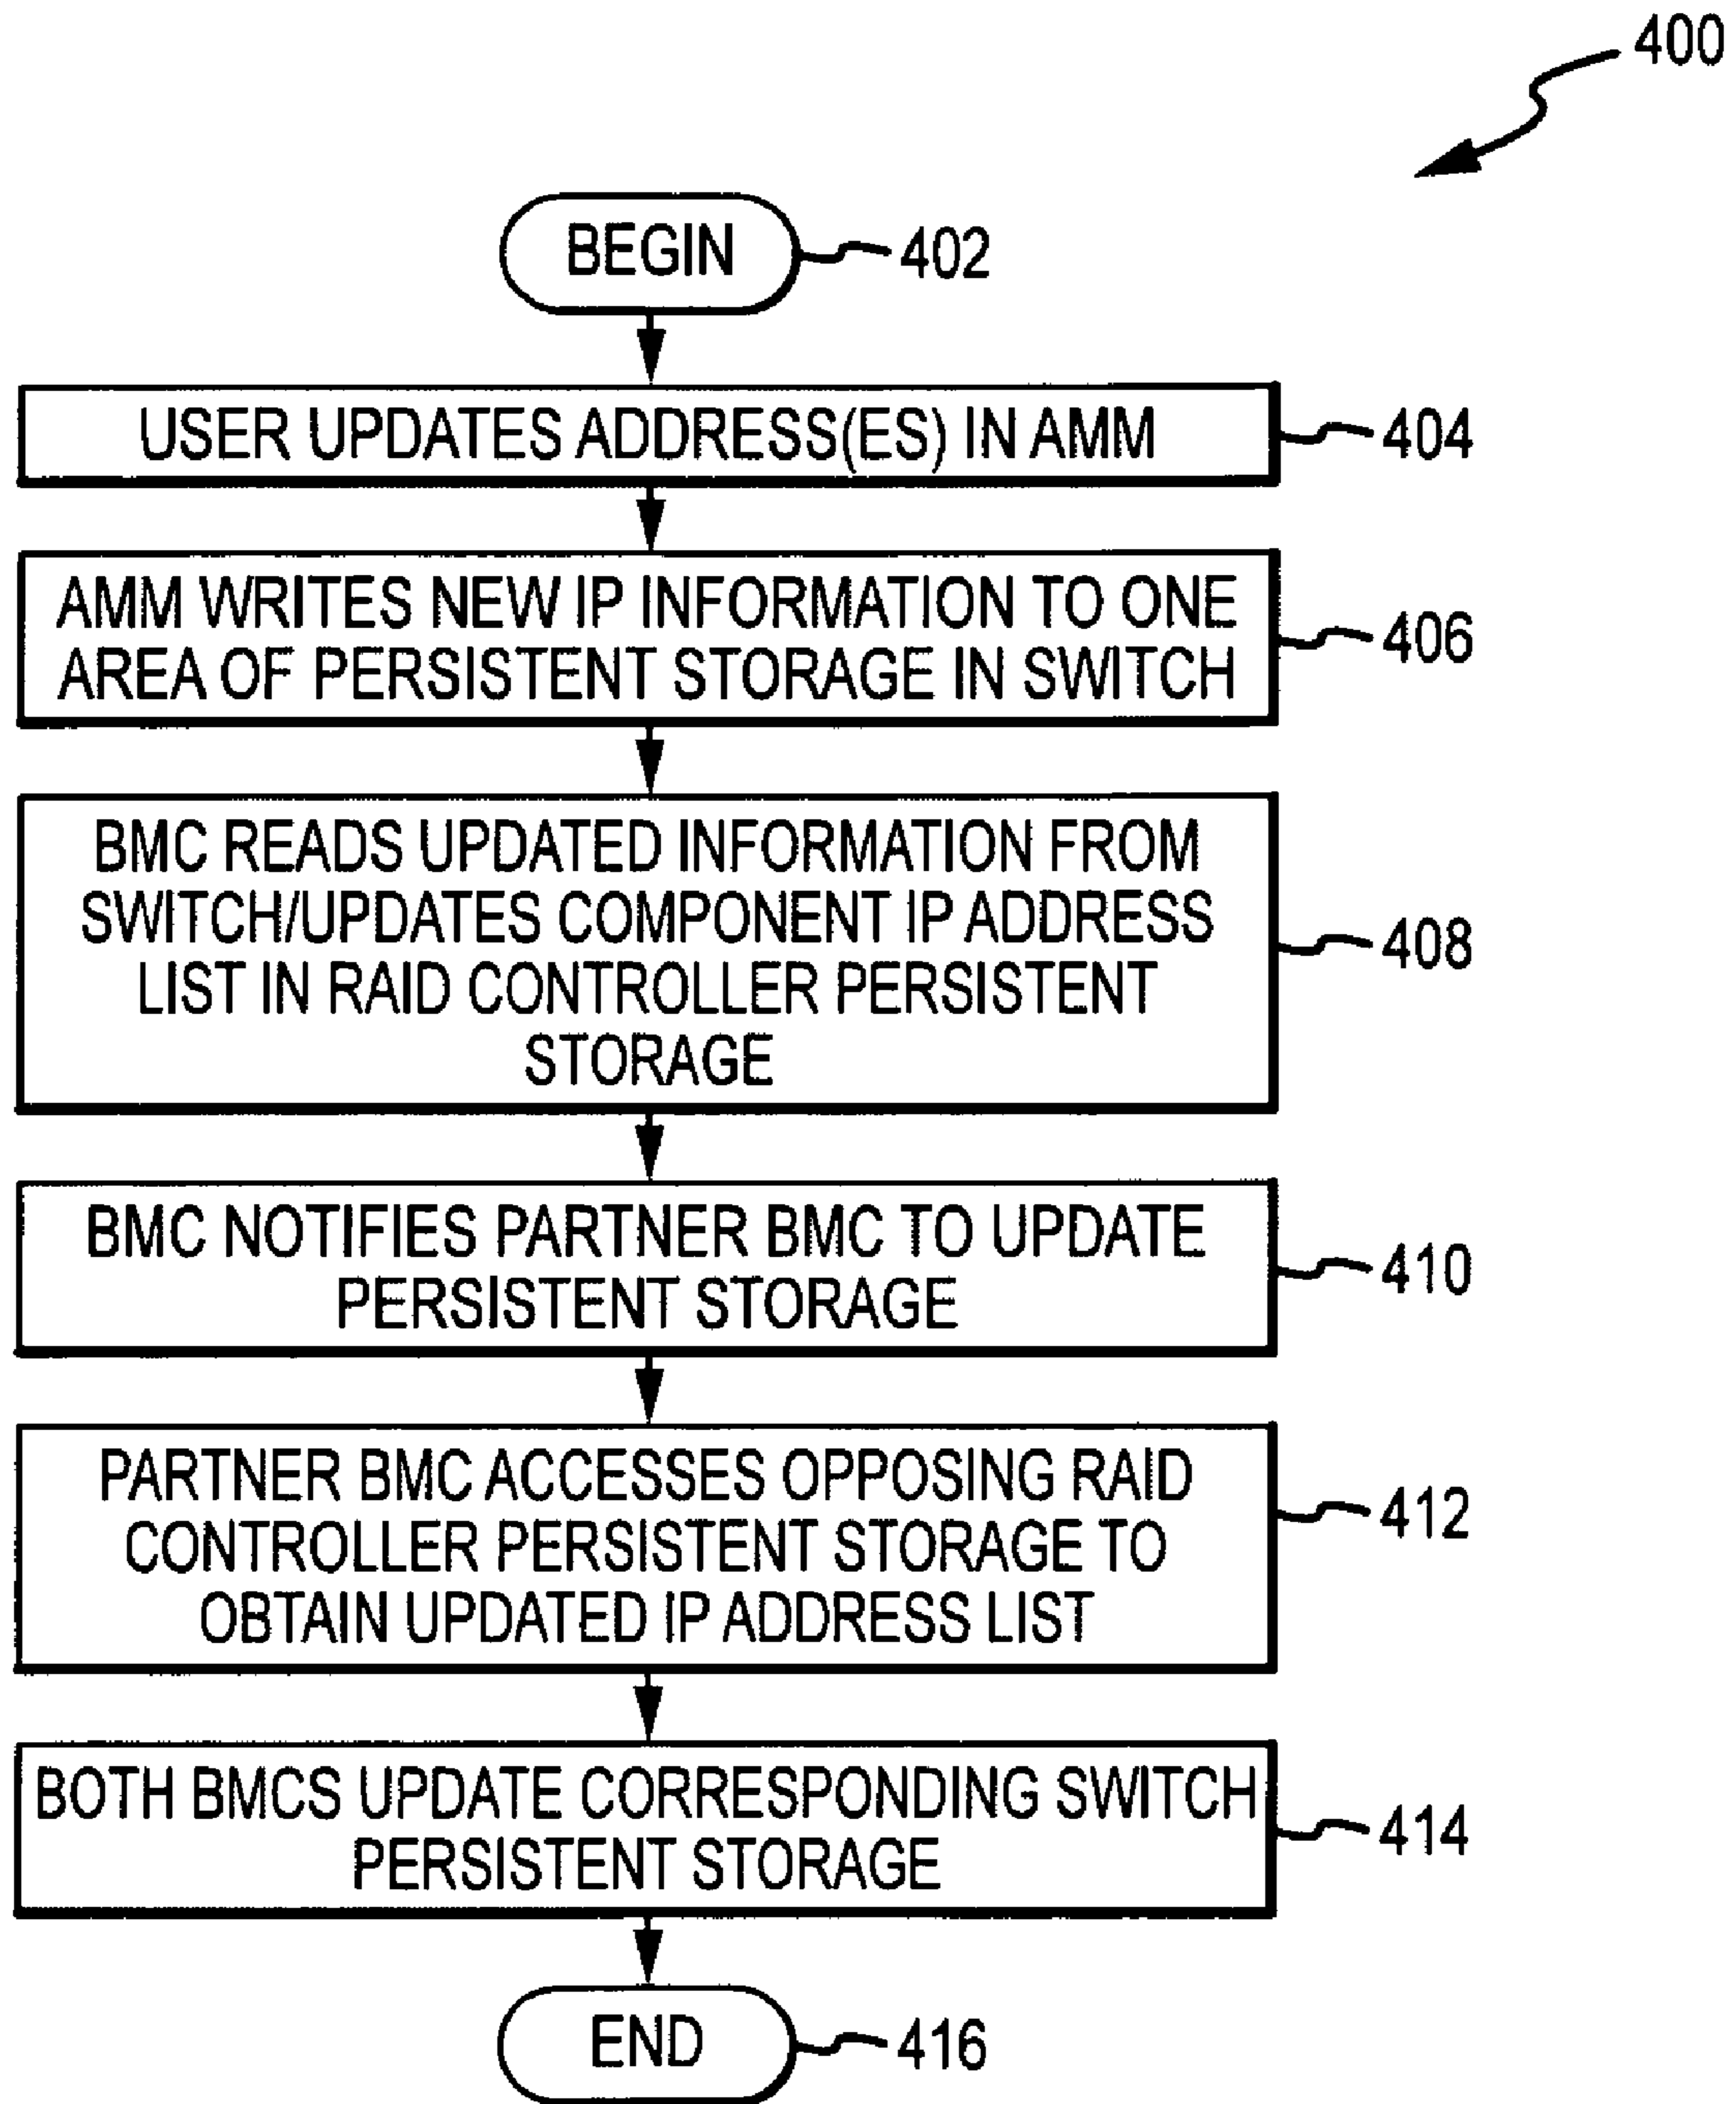 400
BEGIN
402
USER UPDATES ADDRESS(ES) IN AMM
404
AMM WRITES NEW IP INFORMATION TO ONE
AREA OF PERSISTENT STORAGE IN SWITCH
406
BMC READS UPDATED INFORMATION FROM
SWITCH/UPDATES COMPONENT IP ADDRESS
LIST IN RAID CONTROLLER PERSISTENT
STORAGE
408
BMC NOTIFIES PARTNER BMC TO UPDATE
PERSISTENT STORAGE
410
PARTNER BMC ACCESSES OPPOSING RAID
CONTROLLER PERSISTENT STORAGE TO
OBTAIN UPDATED IP ADDRESS LIST
412
BOTH BMCS UPDATE CORRESPONDING SWITCH
PERSISTENT STORAGE
414
END
416